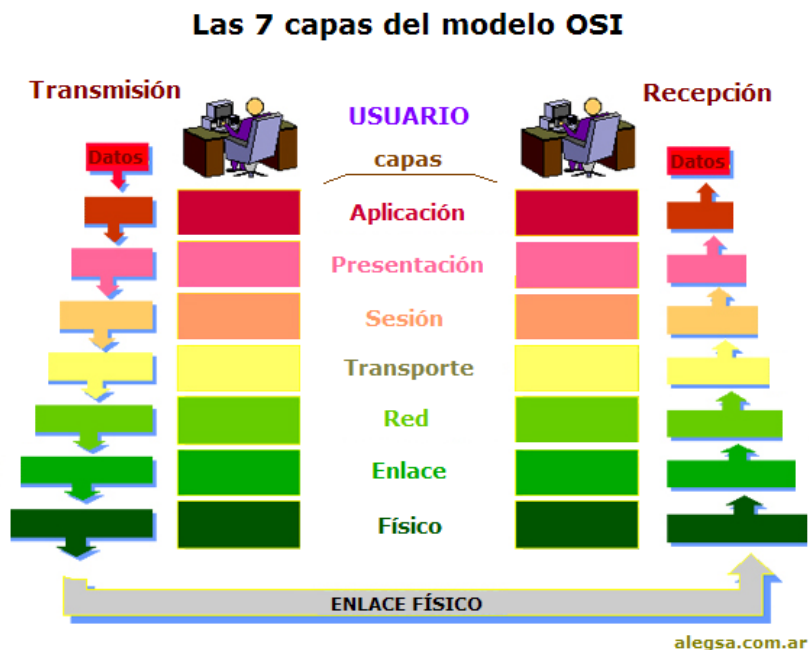 Las 7 capas del modelo OSI
Transmisión
Recepción
USUARIO
Datos
capas
Datos
Aplicación
Presentación
Sesión
Transporte
Red
Enlace
Físico
ENLACE FÍSICO
alegsa.com.ar